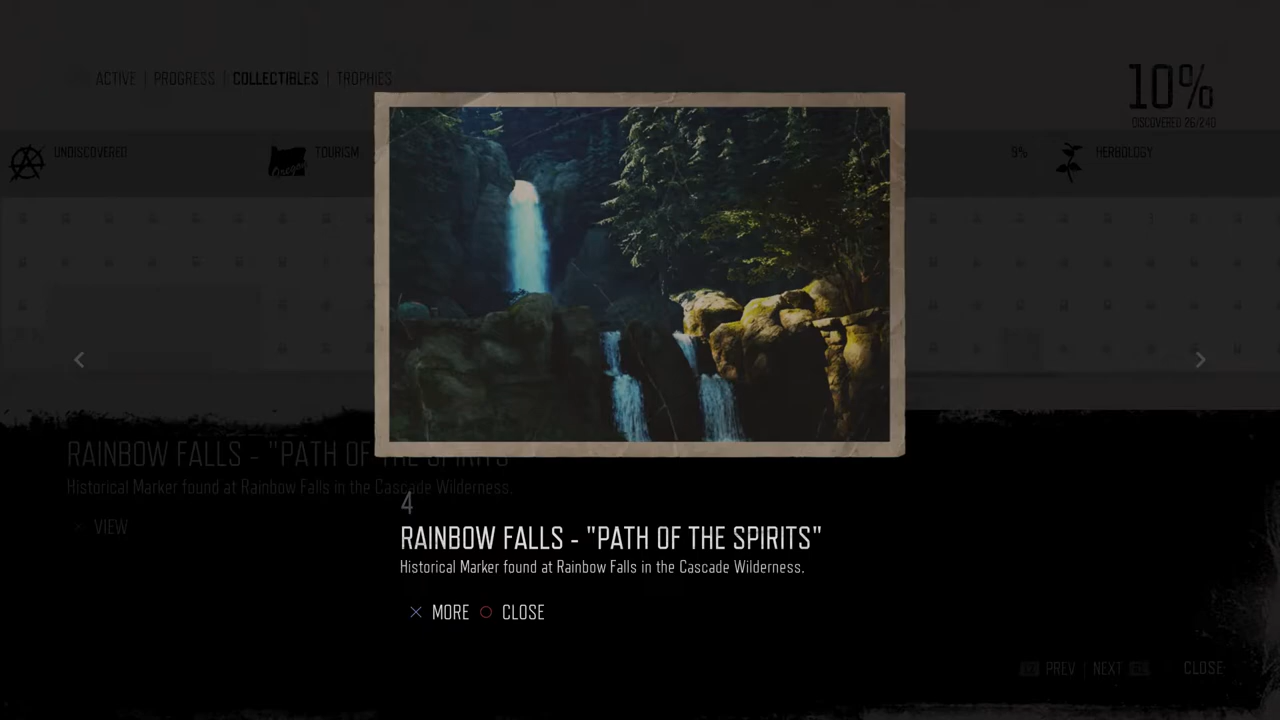 ACTIVE | PROGRESS | COLLECTIBLES | TROPHIES
10%
DISCOVERED 26/240
UNDISCOVERED
TOURISM
9%
HERBOLOGY
RAINBOW FALLS - "PATH OF THE SPIRITS"
Historical Marker found at Rainbow Falls in the Cascade Wilderness.
VIEW
4
RAINBOW FALLS - "PATH OF THE SPIRITS"
Historical Marker found at Rainbow Falls in the Cascade Wilderness.
MORE CLOSE
PREV | NEXT CLOSE